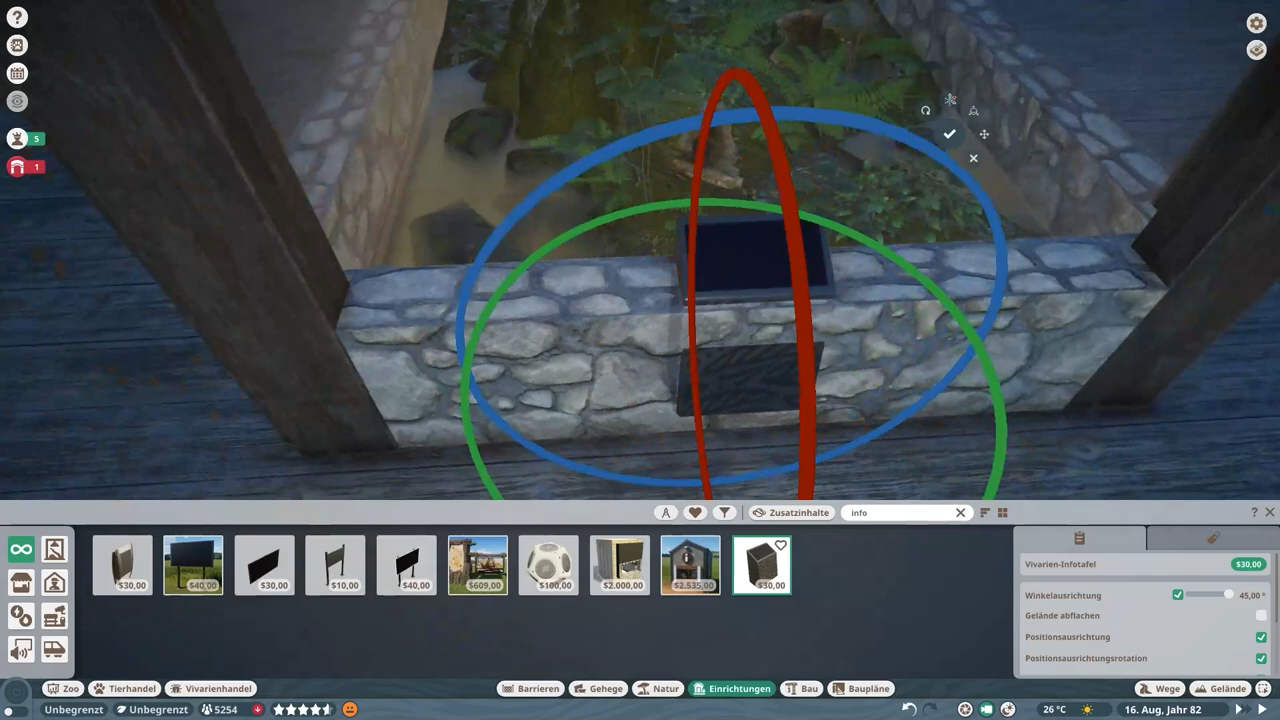 ?
5
1
Zusatzinhalte
info
?
$30,00
$40,00
$30,00
$10,00
$40,00
$609,00
$100,00
$2.000,00
$2.535,00
$30,00
Vivarien-Infotafel $30,00
Winkelausrichtung 45,00 °
Gelände abflachen
Positionsausrichtung
Positionsausrichtungsrotation
Zoo Tierhandel Vivarienhandel Barrieren Gehege Natur Einrichtungen Bau Baupläne Wege Gelände
Unbegrenzt Unbegrenzt 5254 26 °C 16. Aug, Jahr 82